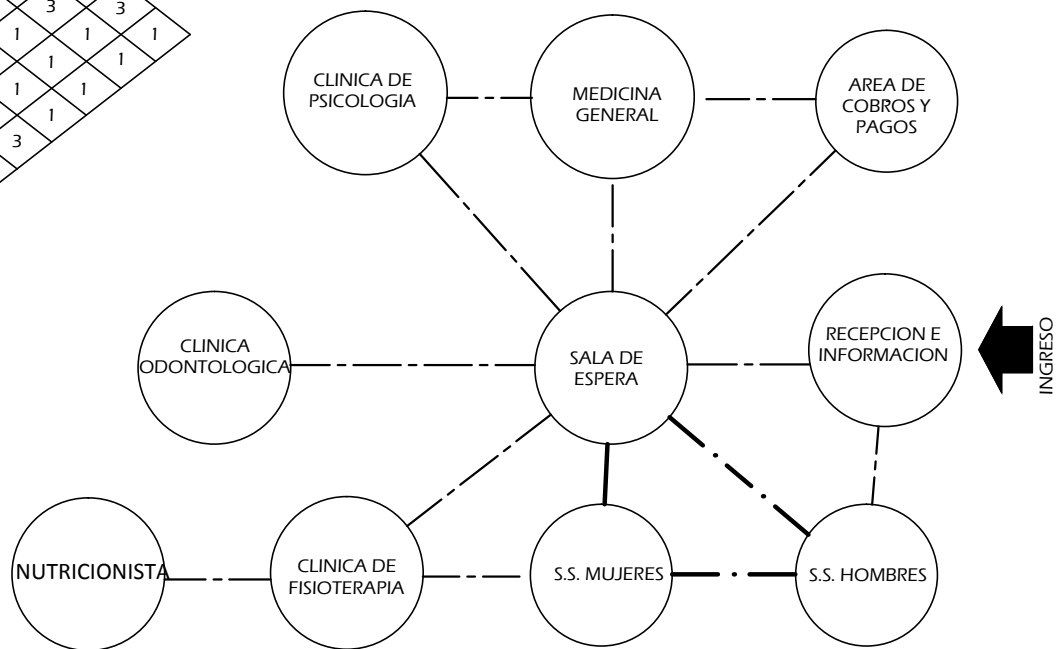 3 3
1 1 1
1 1
1 1
1
3
CLINICA DE
PSICOLOGIA
MEDICINA
GENERAL
AREA DE
COBROS Y
PAGOS
CLINICA
ODONTOLOGICA
SALA DE
ESPERA
RECEPCION E
INFORMACION
INGRESO
NUTRICIONISTA
CLINICA DE
FISIOTERAPIA
S.S. MUJERES
S.S. HOMBRES